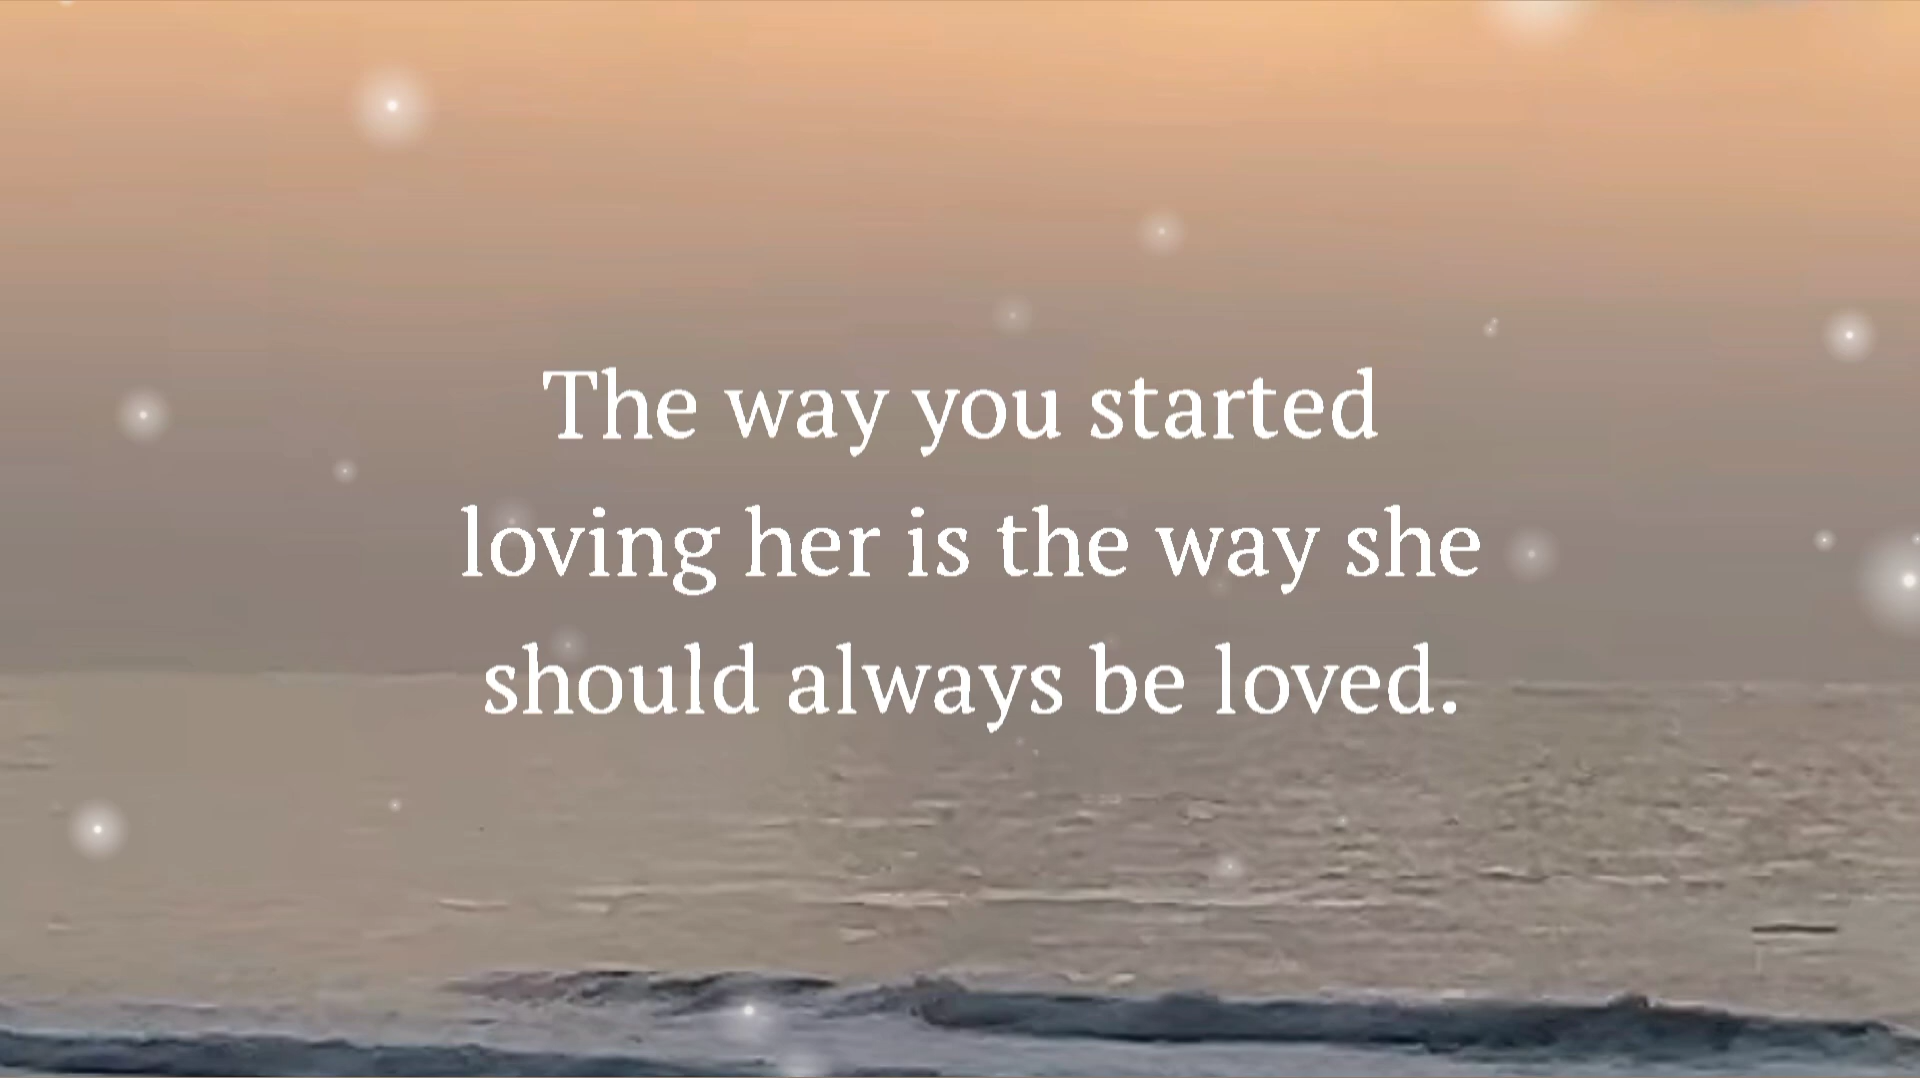 The way you started
loving her is the way she
should always be loved.